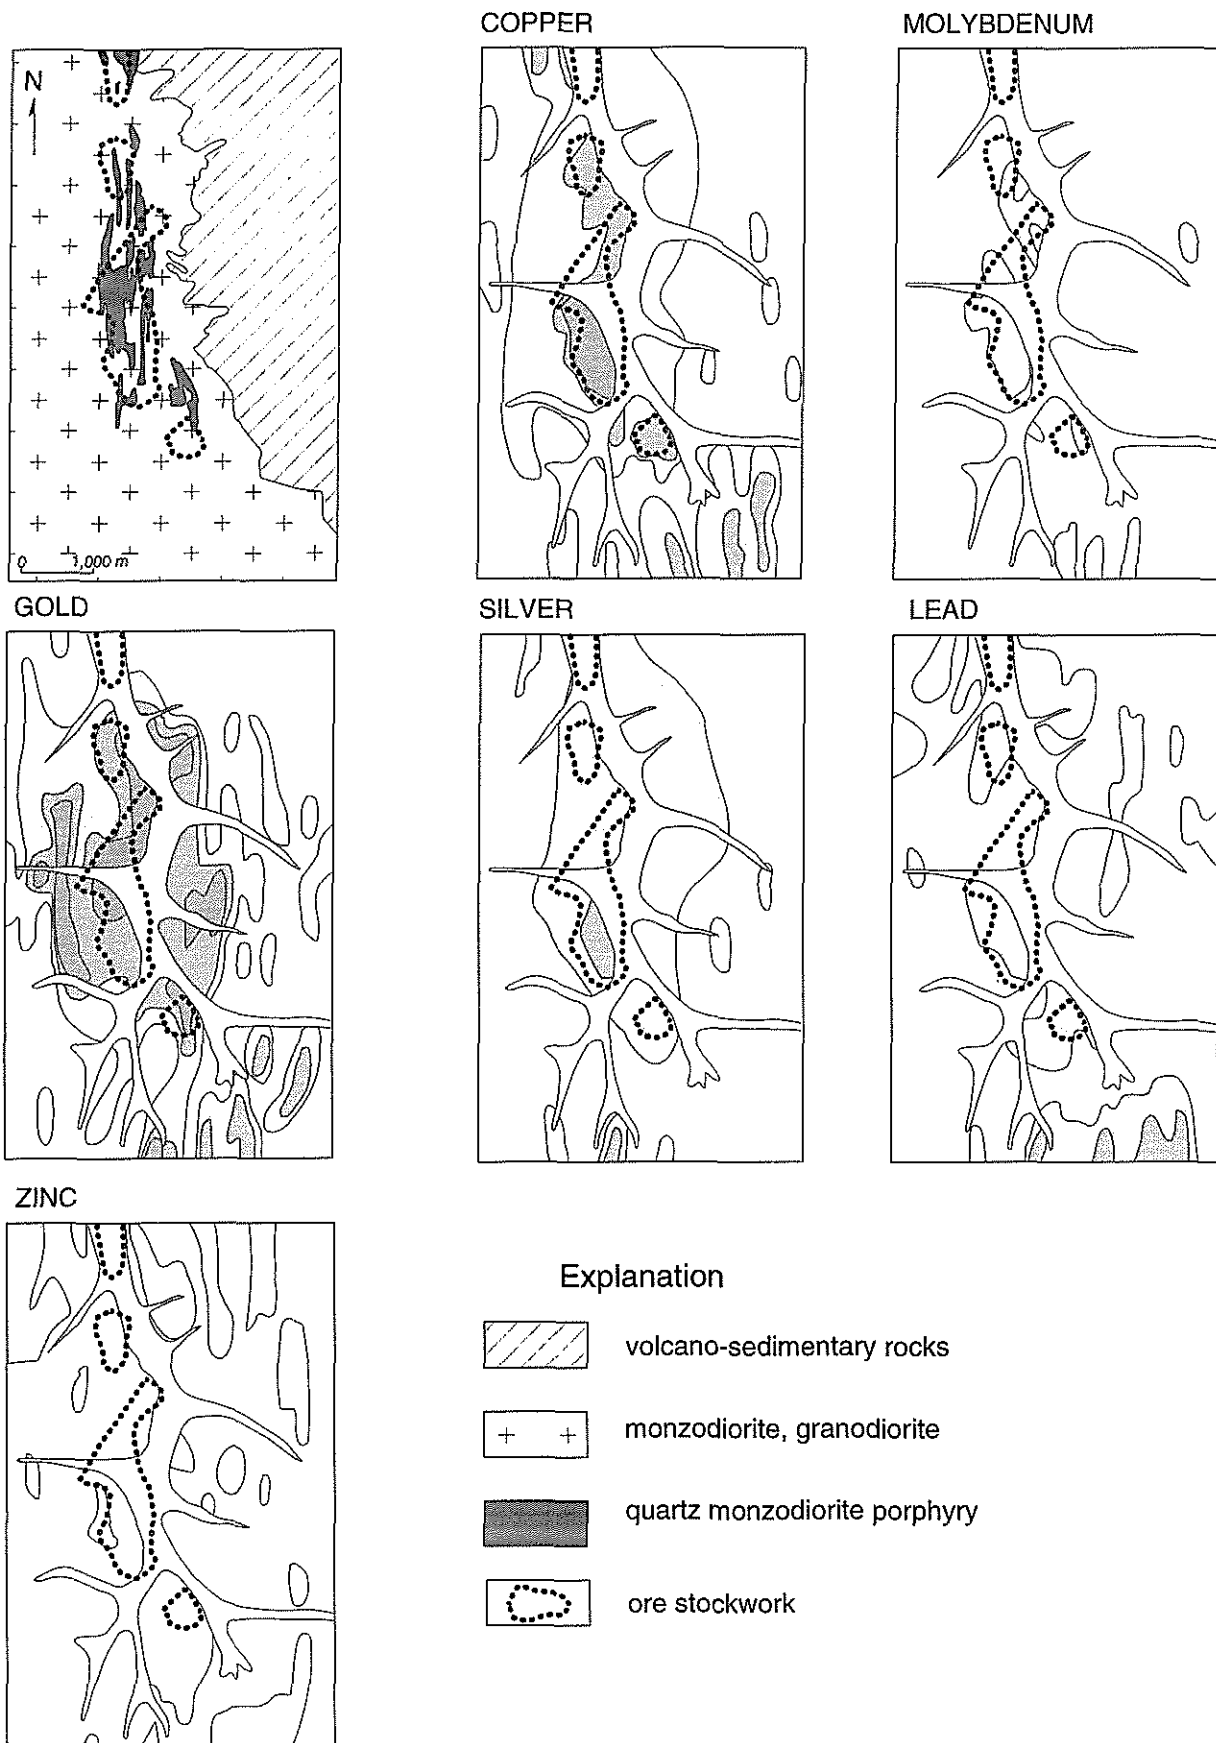 COPPER
MOLYBDENUM
N
0 1,000 m
GOLD
SILVER
LEAD
ZINC
Explanation
volcano-sedimentary rocks
monzodiorite, granodiorite
quartz monzodiorite porphyry
ore stockwork